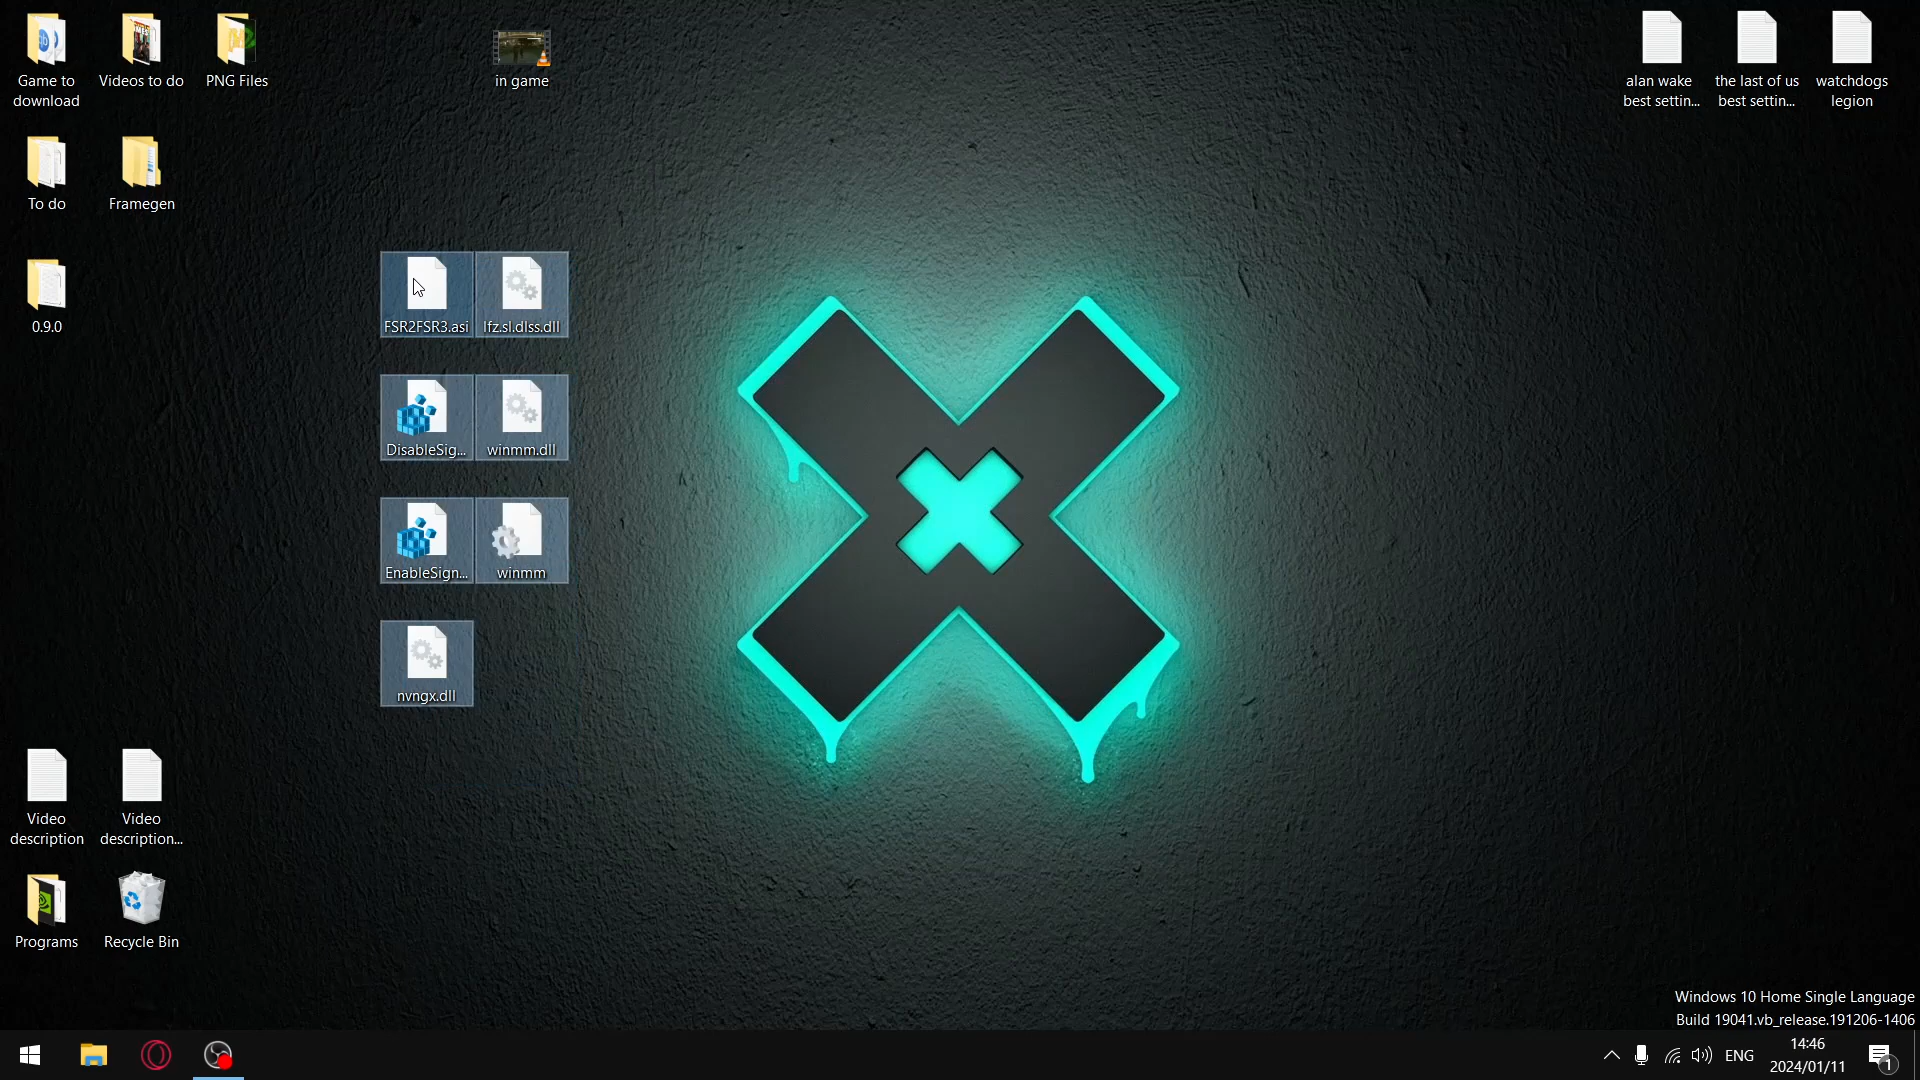 Game to
download
Videos to do
PNG Files
in game
alan wake
best settin...
the last of us
best settin...
watchdogs
legion
To do
Framegen
0.9.0
FSR2FSR3.asi
lfz.sl.dlss.dll
DisableSig...
winmm.dll
EnableSign...
winmm
nvngx.dll
Video
description
Video
description...
Programs
Recycle Bin
Windows 10 Home Single Language
Build 19041.vb_release.191206-1406
ENG
14:46
2024/01/11
1